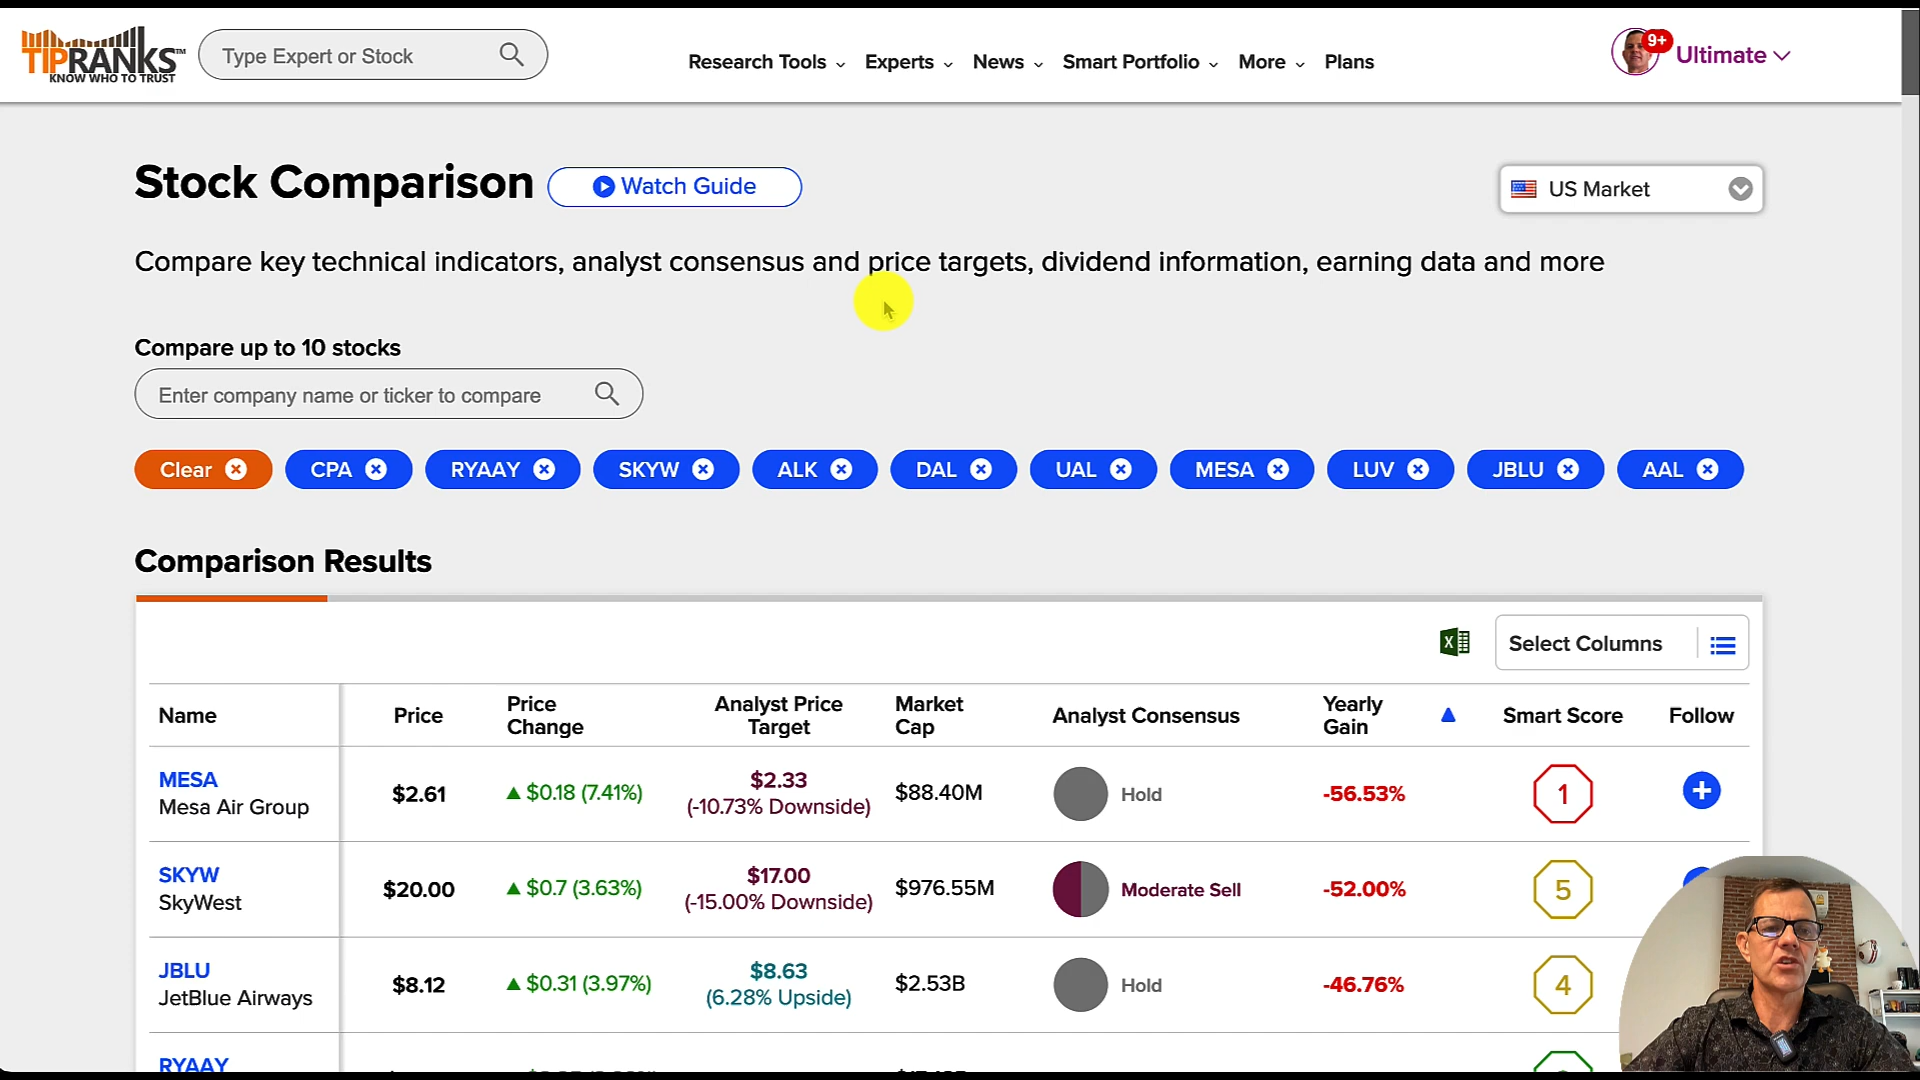 TIPRANKS™
KNOW WHO TO TRUST
Type Expert or Stock
Research Tools
Experts
News
Smart Portfolio
More
Plans
9+
Ultimate
Stock Comparison
Watch Guide
US Market
Compare key technical indicators, analyst consensus and price targets, dividend information, earning data and more
Compare up to 10 stocks
Enter company name or ticker to compare
Clear
CPA
RYAAY
SKYW
ALK
DAL
UAL
MESA
LUV
JBLU
AAL
Comparison Results
Select Columns
Name
Price
Price
Change
Analyst Price
Target
Market
Cap
Analyst Consensus
Yearly
Gain
Smart Score
Follow
MESA
Mesa Air Group
$2.61
$0.18 (7.41%)
$2.33
(-10.73% Downside)
$88.40M
Hold
-56.53%
1
SKYW
SkyWest
$20.00
$0.7 (3.63%)
$17.00
(-15.00% Downside)
$976.55M
Moderate Sell
-52.00%
5
JBLU
JetBlue Airways
$8.12
$0.31 (3.97%)
$8.63
(6.28% Upside)
$2.53B
Hold
-46.76%
4
RYAAY